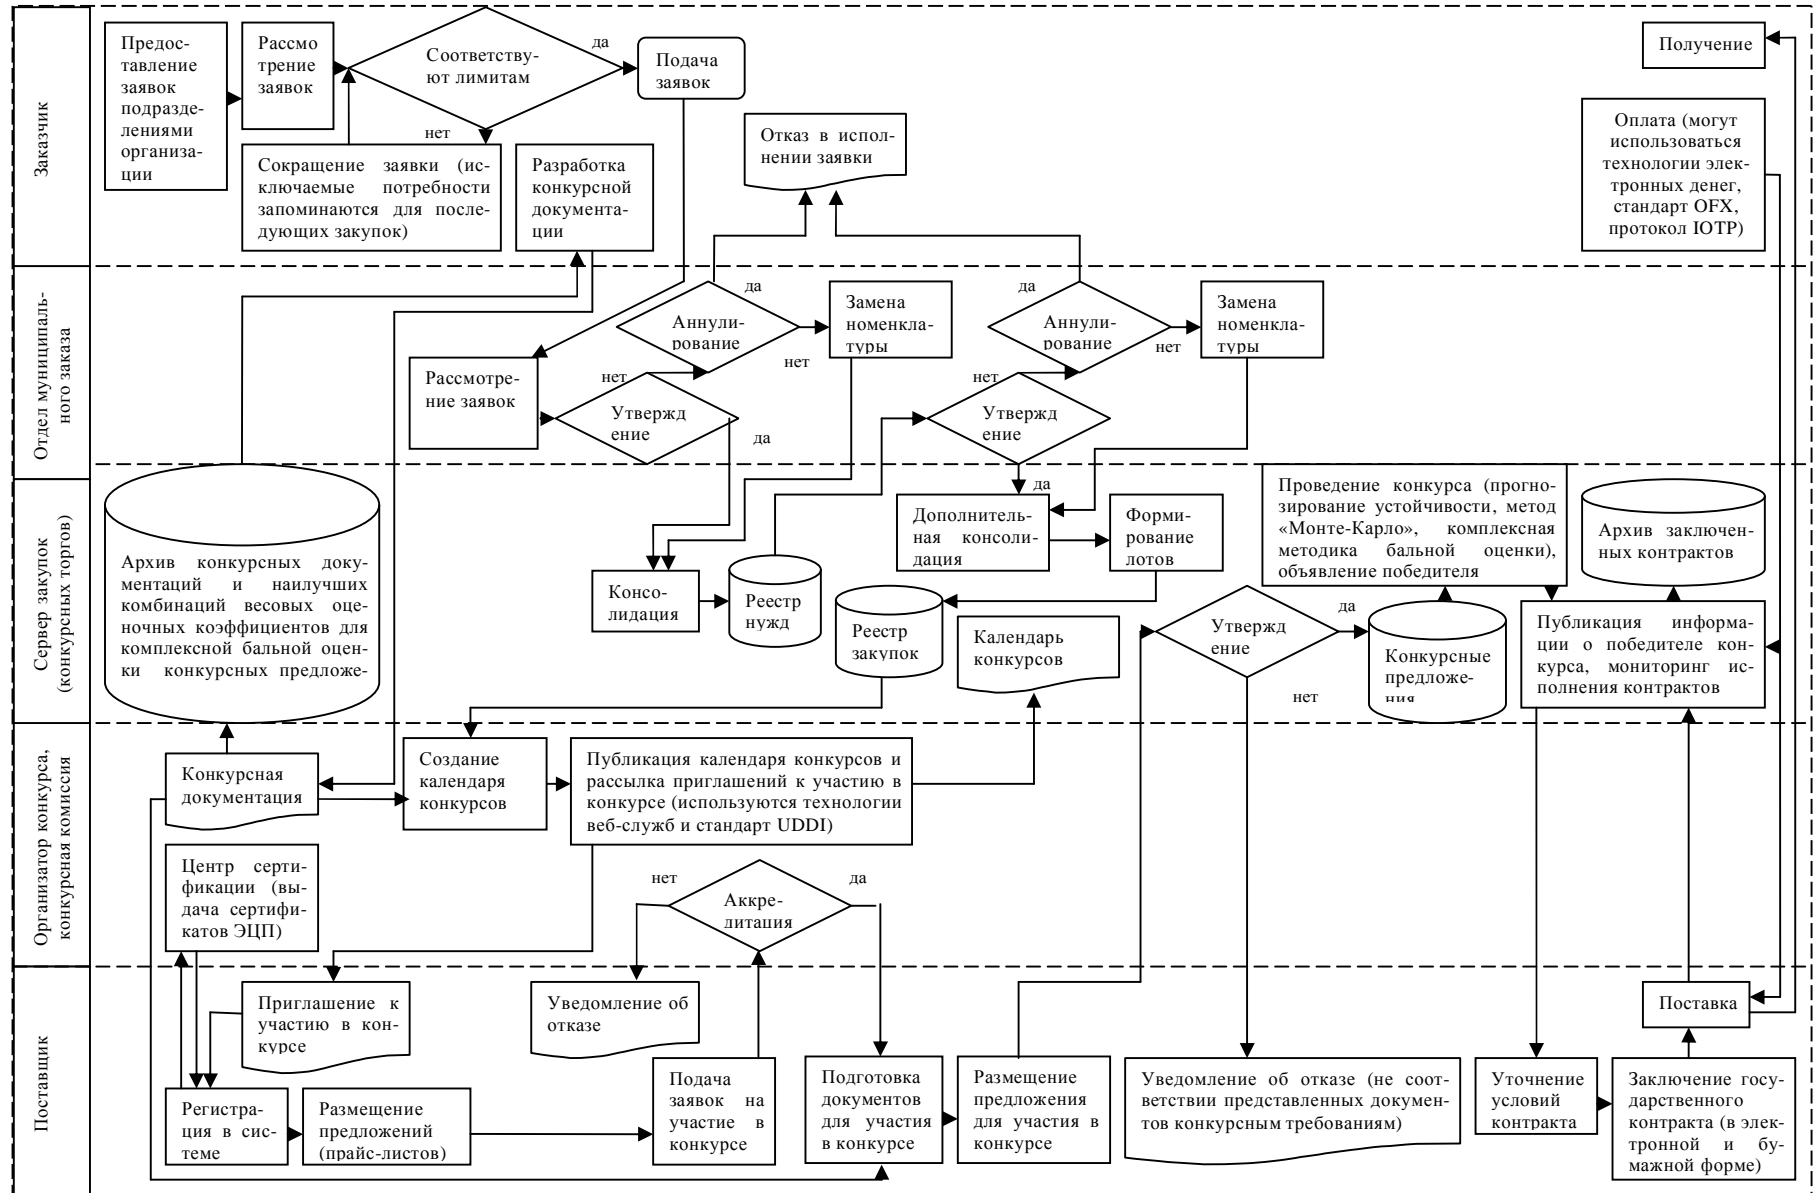 Заказчик
Предос-
тавление
заявок
подразде-
лениями
организа-
ции
Рассмо
трение
заявок
Соответству-
ют лимитам
да
нет
Подача
заявок
Сокращение заявки (ис-
ключаемые потребности
запоминаются для после-
дующих закупок)
Разработка
конкурсной
документа-
ции
Отказ в испол-
нении заявки
Получение
Оплата (могут
использоваться
технологии элек-
тронных денег,
стандарт OFX,
протокол IOTP)
Отдел муниципаль-
ного заказа
Рассмотре-
ние заявок
Утвержд
ение
нет
да
Аннули-
рование
да
нет
Замена
номенкла-
туры
Утвержд
ение
нет
да
Аннули-
рование
да
нет
Замена
номенкла-
туры
Сервер закупок
(конкурсных торгов)
Архив конкурсных доку-
ментаций и наилучших
комбинаций весовых оце-
ночных коэффициентов для
комплексной бальной оцен-
ки конкурсных предложе-
Консо-
лидация
Реестр
нужд
Дополнитель-
ная консоли-
дация
Форми-
рование
лотов
Реестр
закупок
Календарь
конкурсов
Утвержд
ение
да
нет
Проведение конкурса (прогно-
зирование устойчивости, метод
«Монте-Карло», комплексная
методика бальной оценки),
объявление победителя
Конкурсные
предложе-
ния
Архив заключен-
ных контрактов
Публикация информа-
ции о победителе кон-
курса, мониторинг ис-
полнения контрактов
Организатор конкурса,
конкурсная комиссия
Конкурсная
документация
Создание
календаря
конкурсов
Публикация календаря конкурсов и
рассылка приглашений к участию в
конкурсе (используются технологии
веб-служб и стандарт UDDI)
Центр серти-
фикации (вы-
дача сертифи-
катов ЭЦП)
Аккре-
дитация
нет
да
Поставщик
Приглашение к
участию в кон-
курсе
Уведомление об
отказе
Регистра-
ция в сис-
теме
Размещение
предложений
(прайс-листов)
Подача
заявок на
участие в
конкурсе
Подготовка
документов
для участия
в конкурсе
Размещение
предложения
для участия в
конкурсе
Уведомление об отказе (не соот-
ветствии представленных докумен-
тов конкурсным требованиям)
Уточнение
условий
контракта
Поставка
Заключение госу-
дарственного
контракта (в элек-
тронной и бу-
мажной форме)